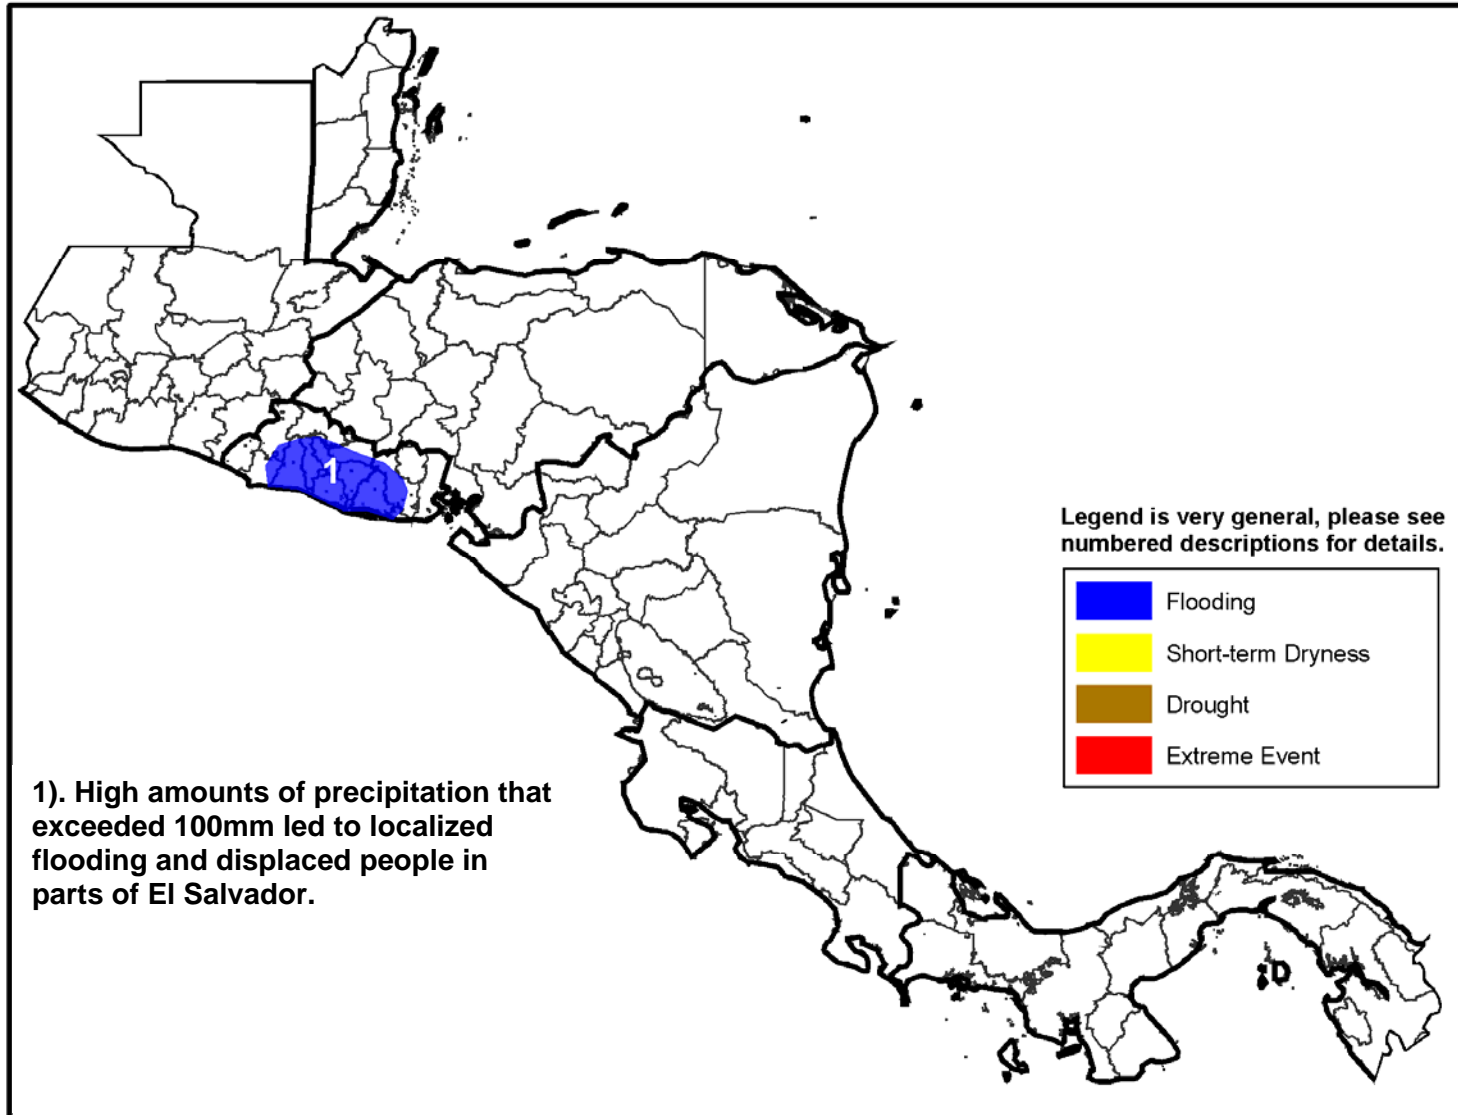 1
Legend is very general, please see
numbered descriptions for details.
Flooding
Short-term Dryness
Drought
Extreme Event
1). High amounts of precipitation that
exceeded 100mm led to localized
flooding and displaced people in
parts of El Salvador.